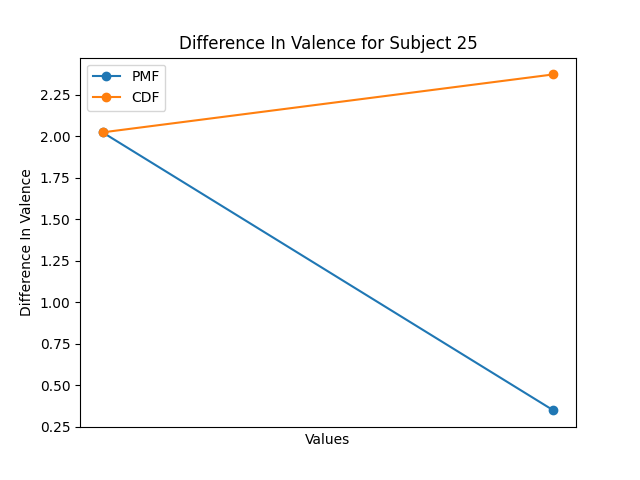 Difference In Valence for Subject 25
PMF
CDF
2.25
2.00
1.75
1.50
1.25
1.00
0.75
0.50
0.25
Difference In Valence
Values